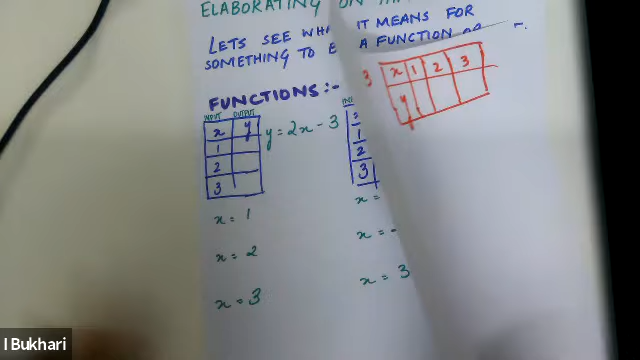 ELABORATING ON
LETS SEE IT MEANS FOR
SOMETHING TO A FUNCTION
3 x 1 2 3
y
FUNCTIONS:-
INPUT OUTPUT
x y
1
2
3
y = 2x - 3
1
2
3
x = 1
x =
x = 2
x = -
x = 3
x = 3
I Bukhari